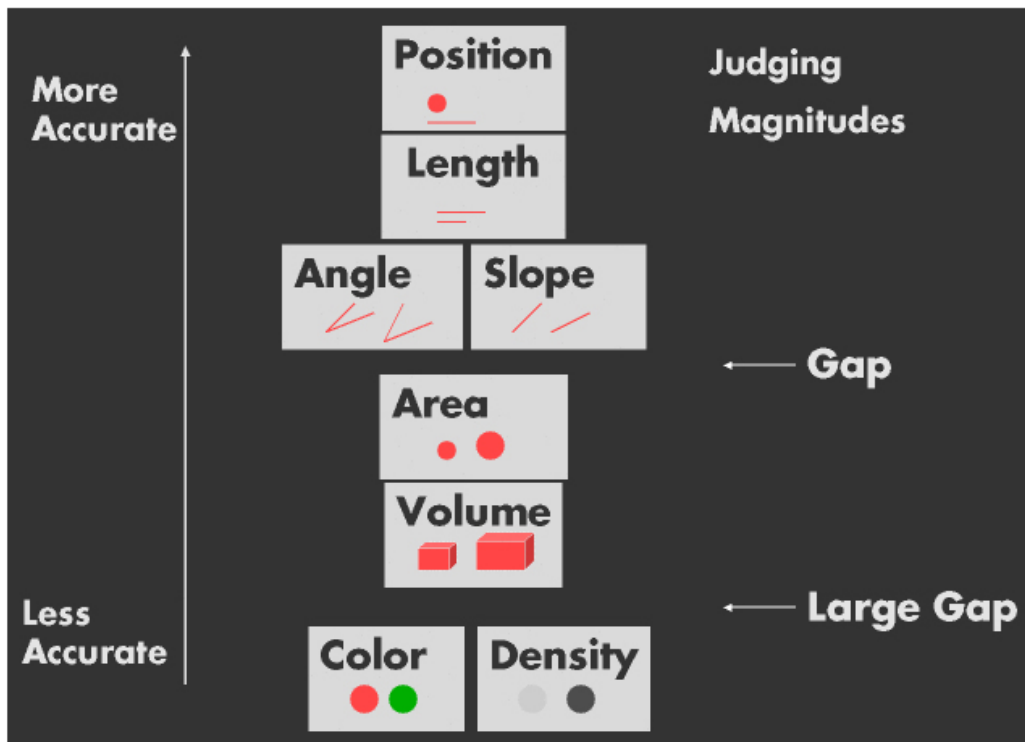 Position
Judging
Magnitudes
More
Accurate
Length
Angle
Slope
Gap
Area
Volume
Less
Accurate
Large Gap
Color
Density